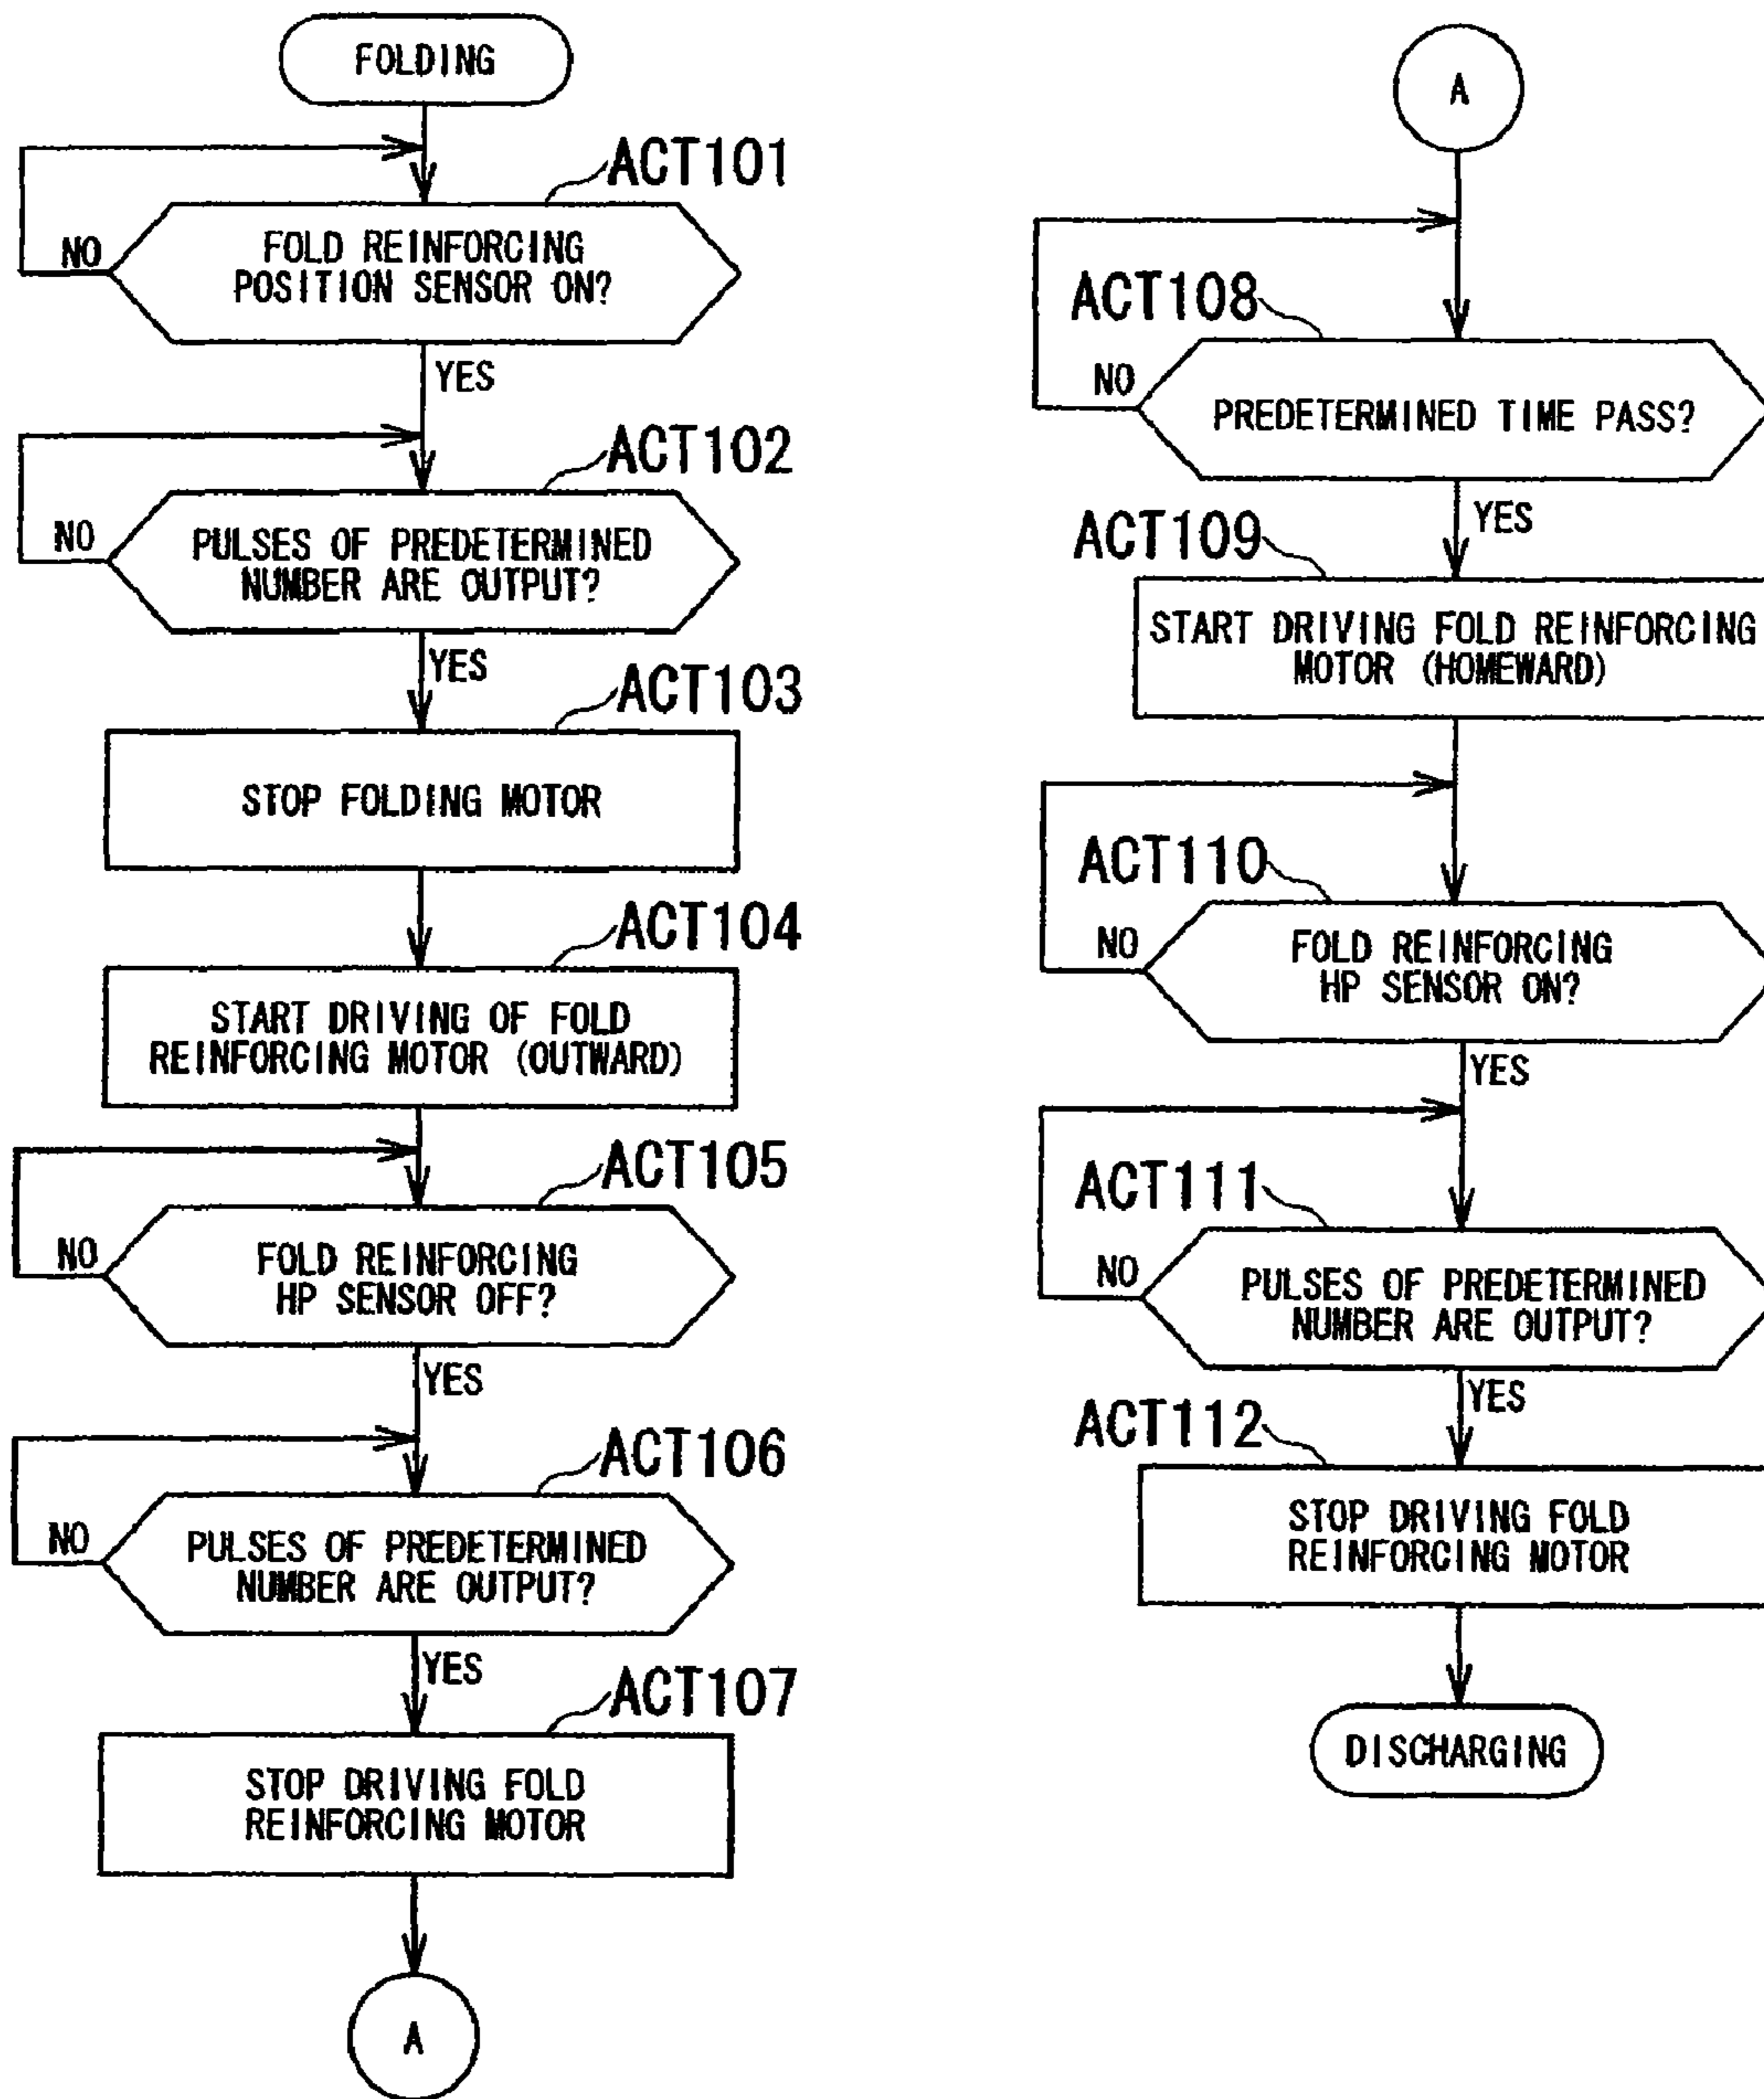 FOLDING
ACT101
FOLD REINFORCING
POSITION SENSOR ON?
NO
YES
ACT102
PULSES OF PREDETERMINED
NUMBER ARE OUTPUT?
NO
YES
ACT103
STOP FOLDING MOTOR
ACT104
START DRIVING OF FOLD
REINFORCING MOTOR (OUTWARD)
ACT105
FOLD REINFORCING
HP SENSOR OFF?
NO
YES
ACT106
PULSES OF PREDETERMINED
NUMBER ARE OUTPUT?
NO
YES
ACT107
STOP DRIVING FOLD
REINFORCING MOTOR
A
A
ACT108
NO
PREDETERMINED TIME PASS?
YES
ACT109
START DRIVING FOLD REINFORCING
MOTOR (HOMEWARD)
ACT110
NO
FOLD REINFORCING
HP SENSOR ON?
YES
ACT111
NO
PULSES OF PREDETERMINED
NUMBER ARE OUTPUT?
YES
ACT112
STOP DRIVING FOLD
REINFORCING MOTOR
DISCHARGING